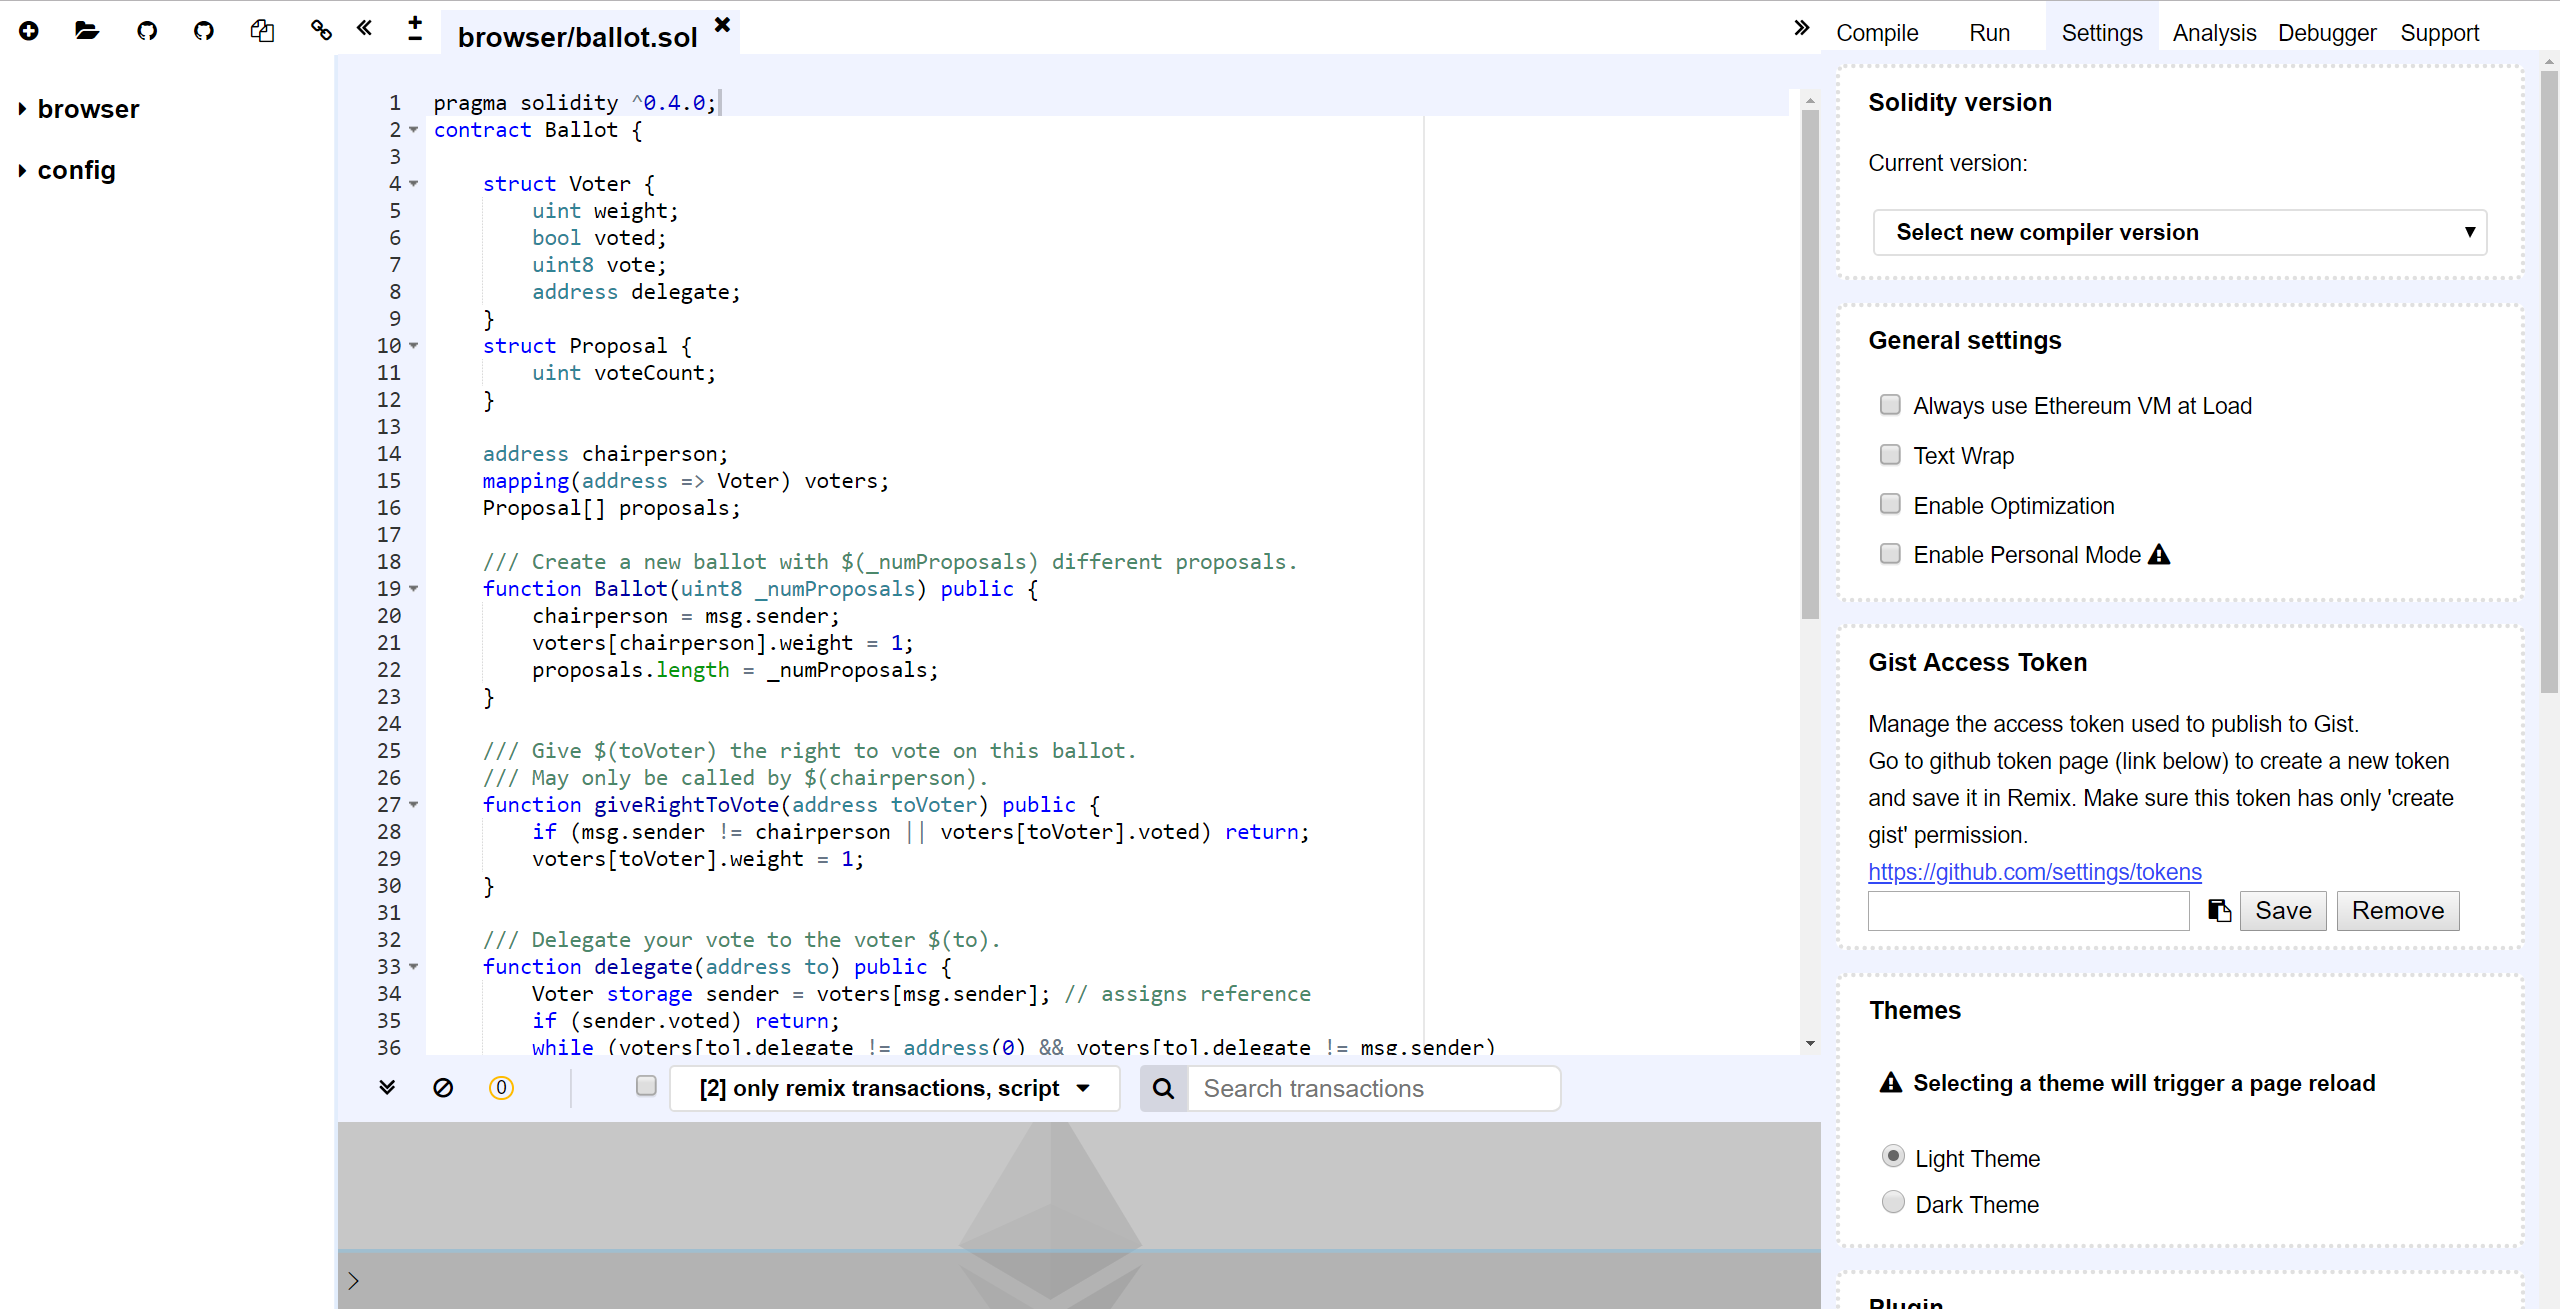 browser/ballot.sol
Compile Run Settings Analysis Debugger Support
browser
config
1 pragma solidity ^0.4.0;
2 contract Ballot {
3
4 struct Voter {
5 uint weight;
6 bool voted;
7 uint8 vote;
8 address delegate;
9 }
10 struct Proposal {
11 uint voteCount;
12 }
13
14 address chairperson;
15 mapping(address => Voter) voters;
16 Proposal[] proposals;
17
18 /// Create a new ballot with $(_numProposals) different proposals.
19 function Ballot(uint8 _numProposals) public {
20 chairperson = msg.sender;
21 voters[chairperson].weight = 1;
22 proposals.length = _numProposals;
23 }
24
25 /// Give $(toVoter) the right to vote on this ballot.
26 /// May only be called by $(chairperson).
27 function giveRightToVote(address toVoter) public {
28 if (msg.sender != chairperson || voters[toVoter].voted) return;
29 voters[toVoter].weight = 1;
30 }
31
32 /// Delegate your vote to the voter $(to).
33 function delegate(address to) public {
34 Voter storage sender = voters[msg.sender]; // assigns reference
35 if (sender.voted) return;
36 while (voters[to].delegate != address(0) && voters[to].delegate != msg.sender)
0
[2] only remix transactions, script
Search transactions
>
Solidity version
Current version:
Select new compiler version
General settings
Always use Ethereum VM at Load
Text Wrap
Enable Optimization
Enable Personal Mode
Gist Access Token
Manage the access token used to publish to Gist.
Go to github token page (link below) to create a new token
and save it in Remix. Make sure this token has only 'create
gist' permission.
https://github.com/settings/tokens
Save Remove
Themes
Selecting a theme will trigger a page reload
Light Theme
Dark Theme
Plugin